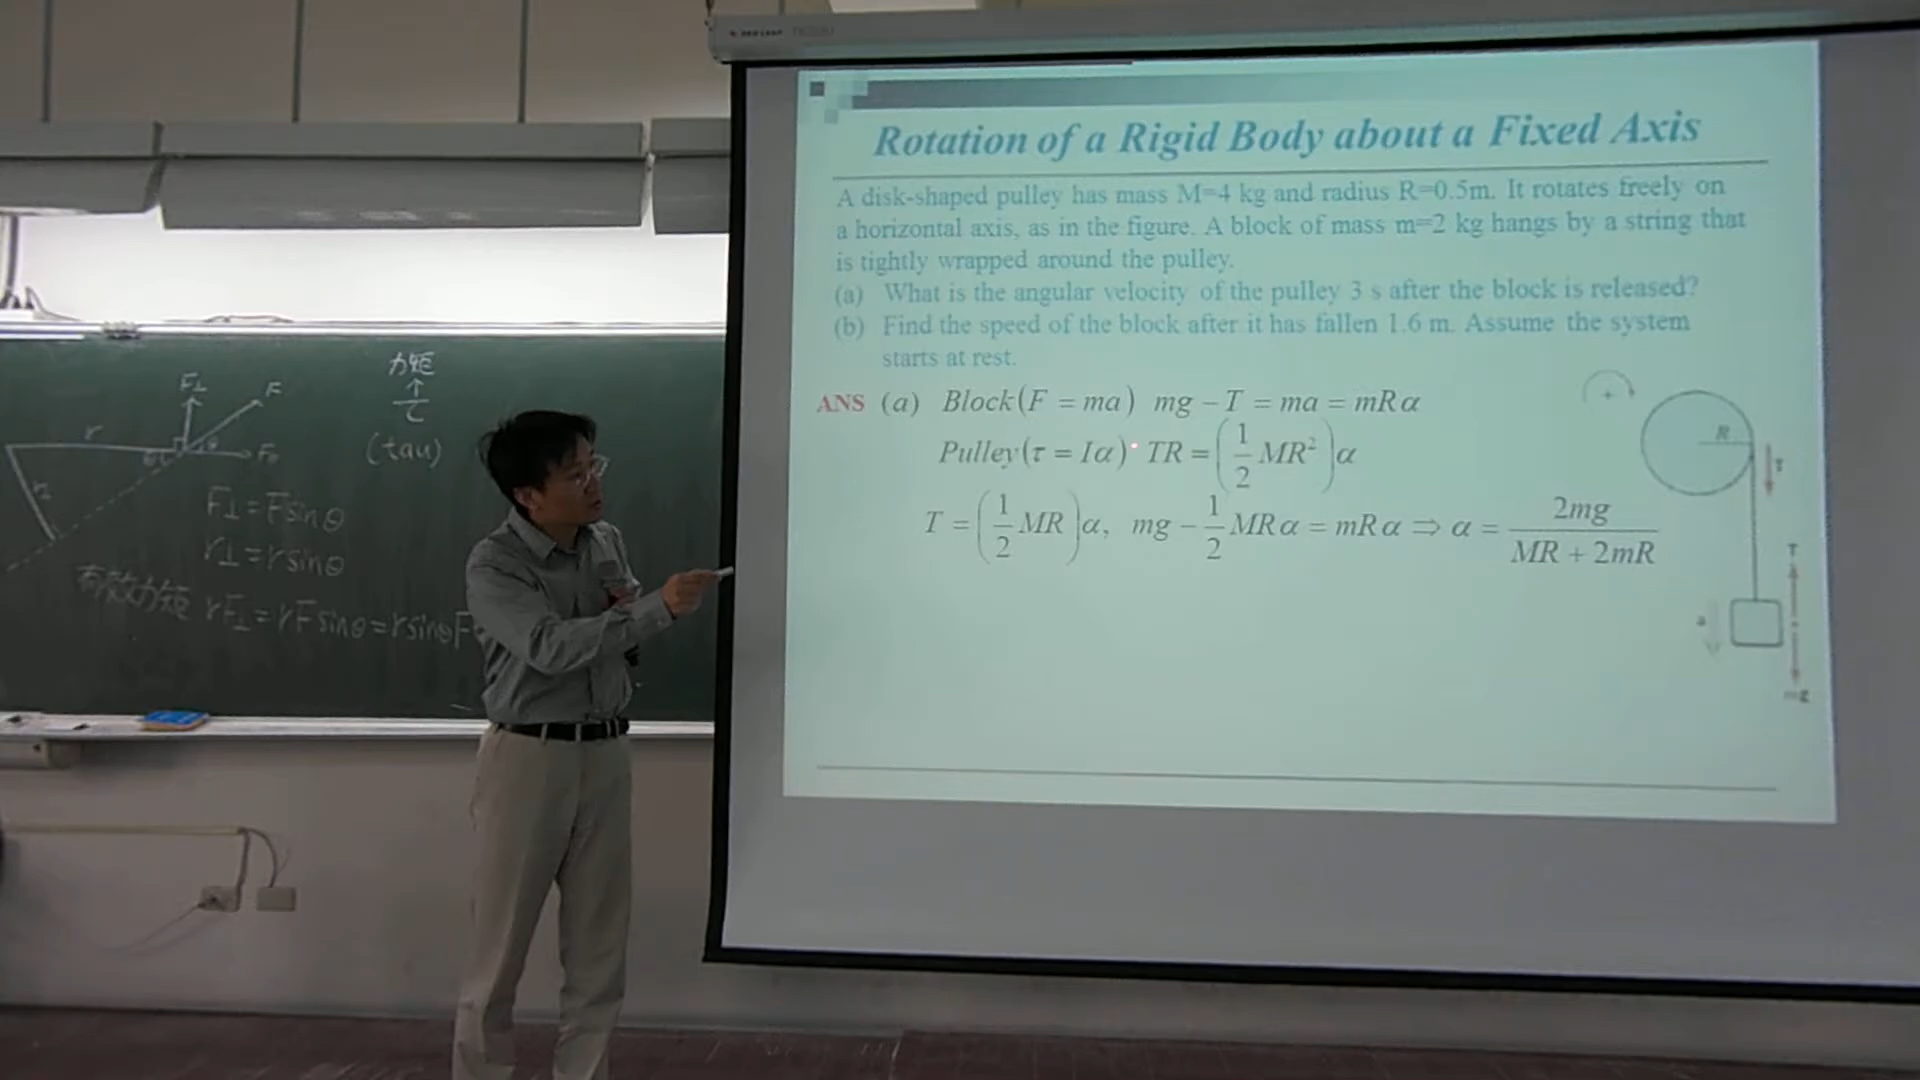 力矩
↑
τ
(tau)
F⊥
F
r
θ
F⊥=Fsinθ
r⊥=rsinθ
有效力矩 rF⊥=rFsinθ=rsinθF
Rotation of a Rigid Body about a Fixed Axis
A disk-shaped pulley has mass M=4 kg and radius R=0.5m. It rotates freely on
a horizontal axis, as in the figure. A block of mass m=2 kg hangs by a string that
is tightly wrapped around the pulley.
(a) What is the angular velocity of the pulley 3 s after the block is released?
(b) Find the speed of the block after it has fallen 1.6 m. Assume the system
starts at rest.
ANS (a) Block(F = ma) mg − T = ma = mRα
Pulley(τ = Iα) TR = (1/2 MR²)α
T = (1/2 MR)α, mg − 1/2 MRα = mRα ⇒ α = 2mg / (MR + 2mR)
R
T
T
a
mg